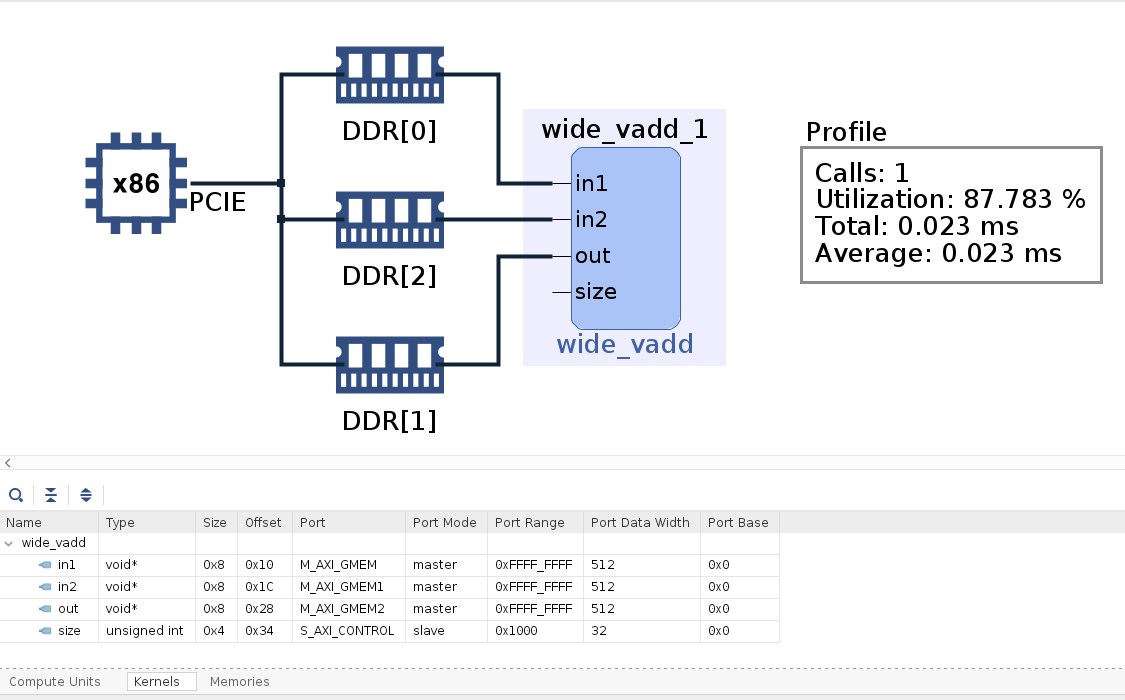 DDR[0]
wide_vadd_1
Profile
x86
PCIE
in1
in2
out
size
Calls: 1
Utilization: 87.783 %
Total: 0.023 ms
Average: 0.023 ms
DDR[2]
wide_vadd
DDR[1]
Name Type Size Offset Port Port Mode Port Range Port Data Width Port Base
wide_vadd
in1 void* 0x8 0x10 M_AXI_GMEM master 0xFFFF_FFFF 512 0x0
in2 void* 0x8 0x1C M_AXI_GMEM1 master 0xFFFF_FFFF 512 0x0
out void* 0x8 0x28 M_AXI_GMEM2 master 0xFFFF_FFFF 512 0x0
size unsigned int 0x4 0x34 S_AXI_CONTROL slave 0x1000 32 0x0
Compute Units Kernels Memories